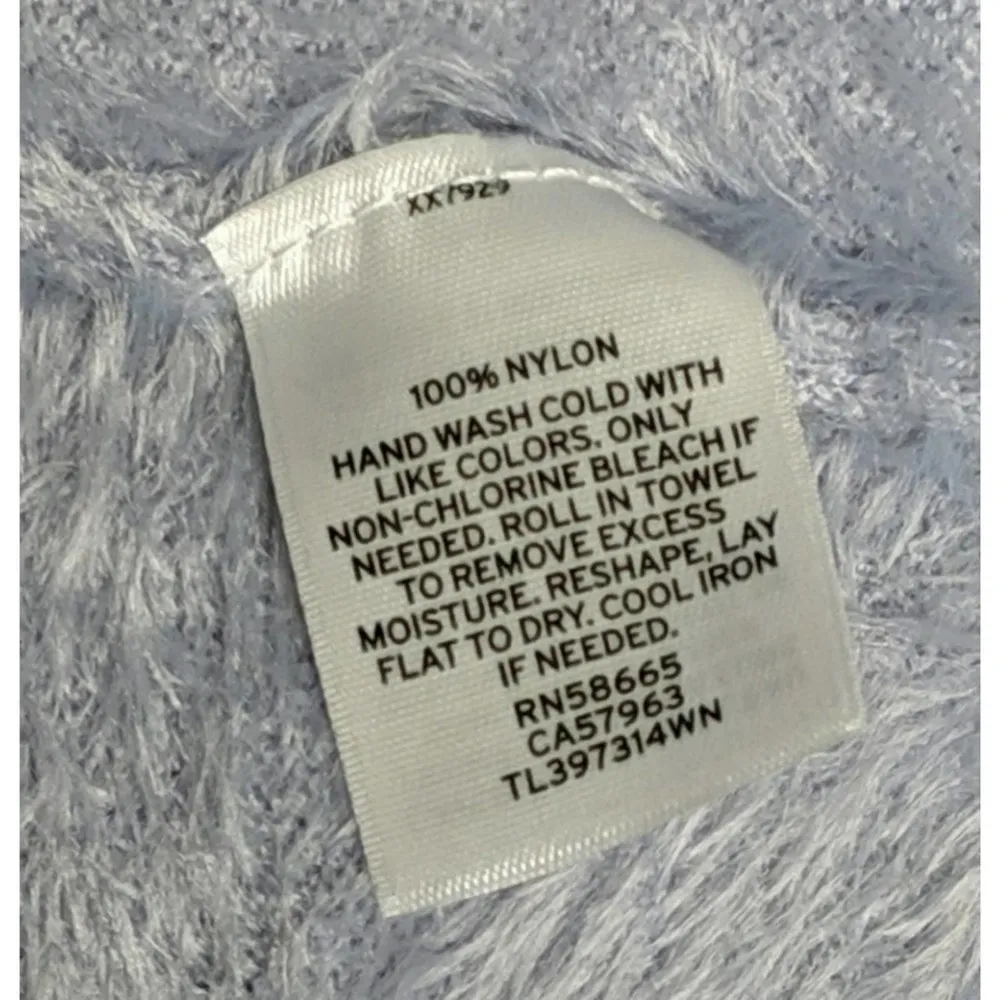 XX7929
100% NYLON
HAND WASH COLD WITH
LIKE COLORS. ONLY
NON-CHLORINE BLEACH IF
NEEDED. ROLL IN TOWEL
TO REMOVE EXCESS
MOISTURE. RESHAPE, LAY
FLAT TO DRY. COOL IRON
IF NEEDED.
RN58665
CA57963
TL397314WN